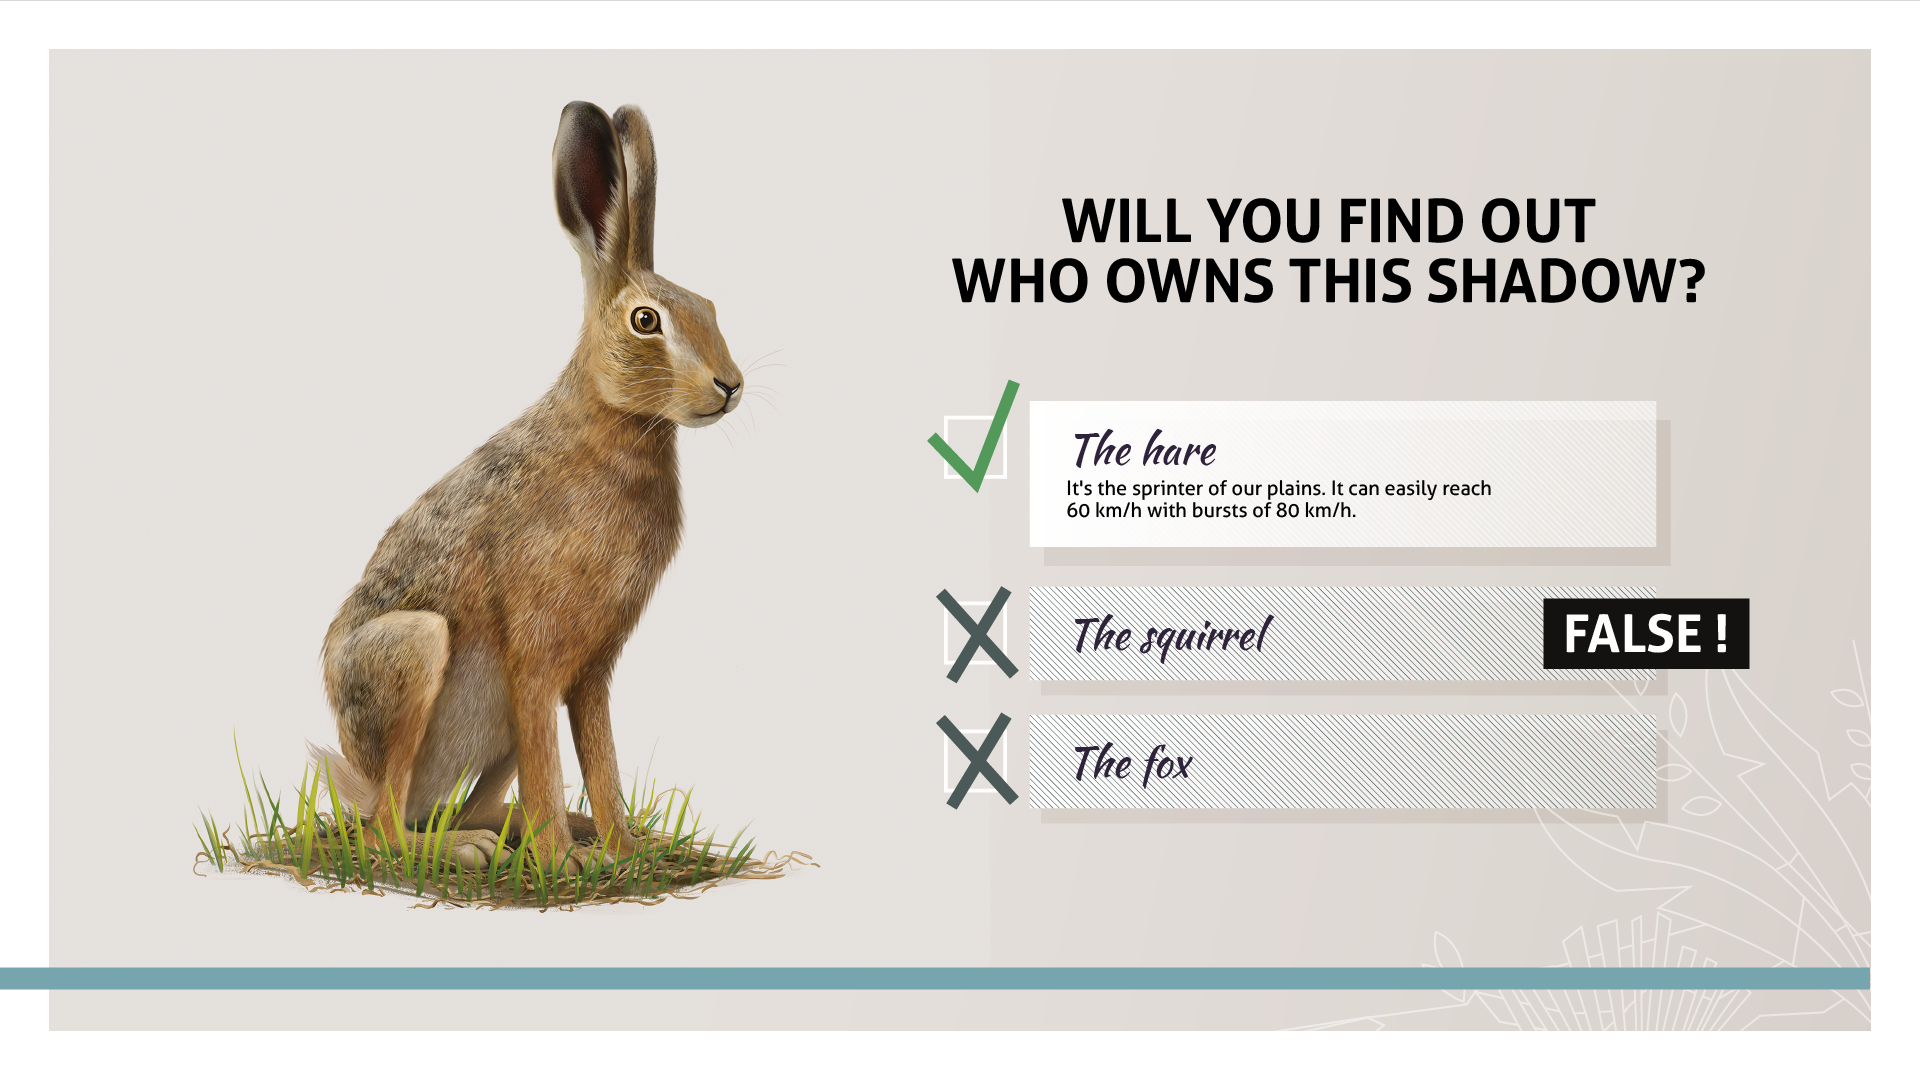 WILL YOU FIND OUT
WHO OWNS THIS SHADOW?
The hare
It's the sprinter of our plains. It can easily reach
60 km/h with bursts of 80 km/h.
The squirrel
FALSE !
The fox